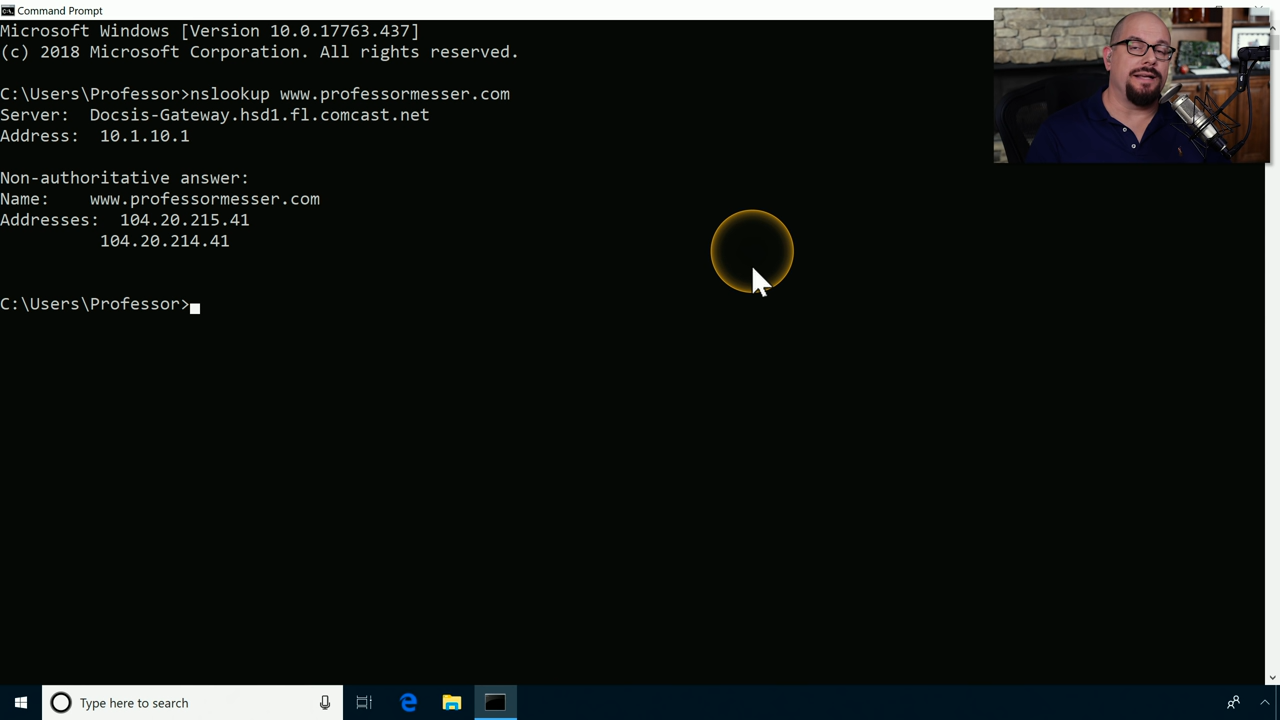 Command Prompt
Microsoft Windows [Version 10.0.17763.437]
(c) 2018 Microsoft Corporation. All rights reserved.
C:\Users\Professor>nslookup www.professormesser.com
Server:  Docsis-Gateway.hsd1.fl.comcast.net
Address:  10.1.10.1
Non-authoritative answer:
Name:    www.professormesser.com
Addresses:  104.20.215.41
104.20.214.41
C:\Users\Professor>
Type here to search